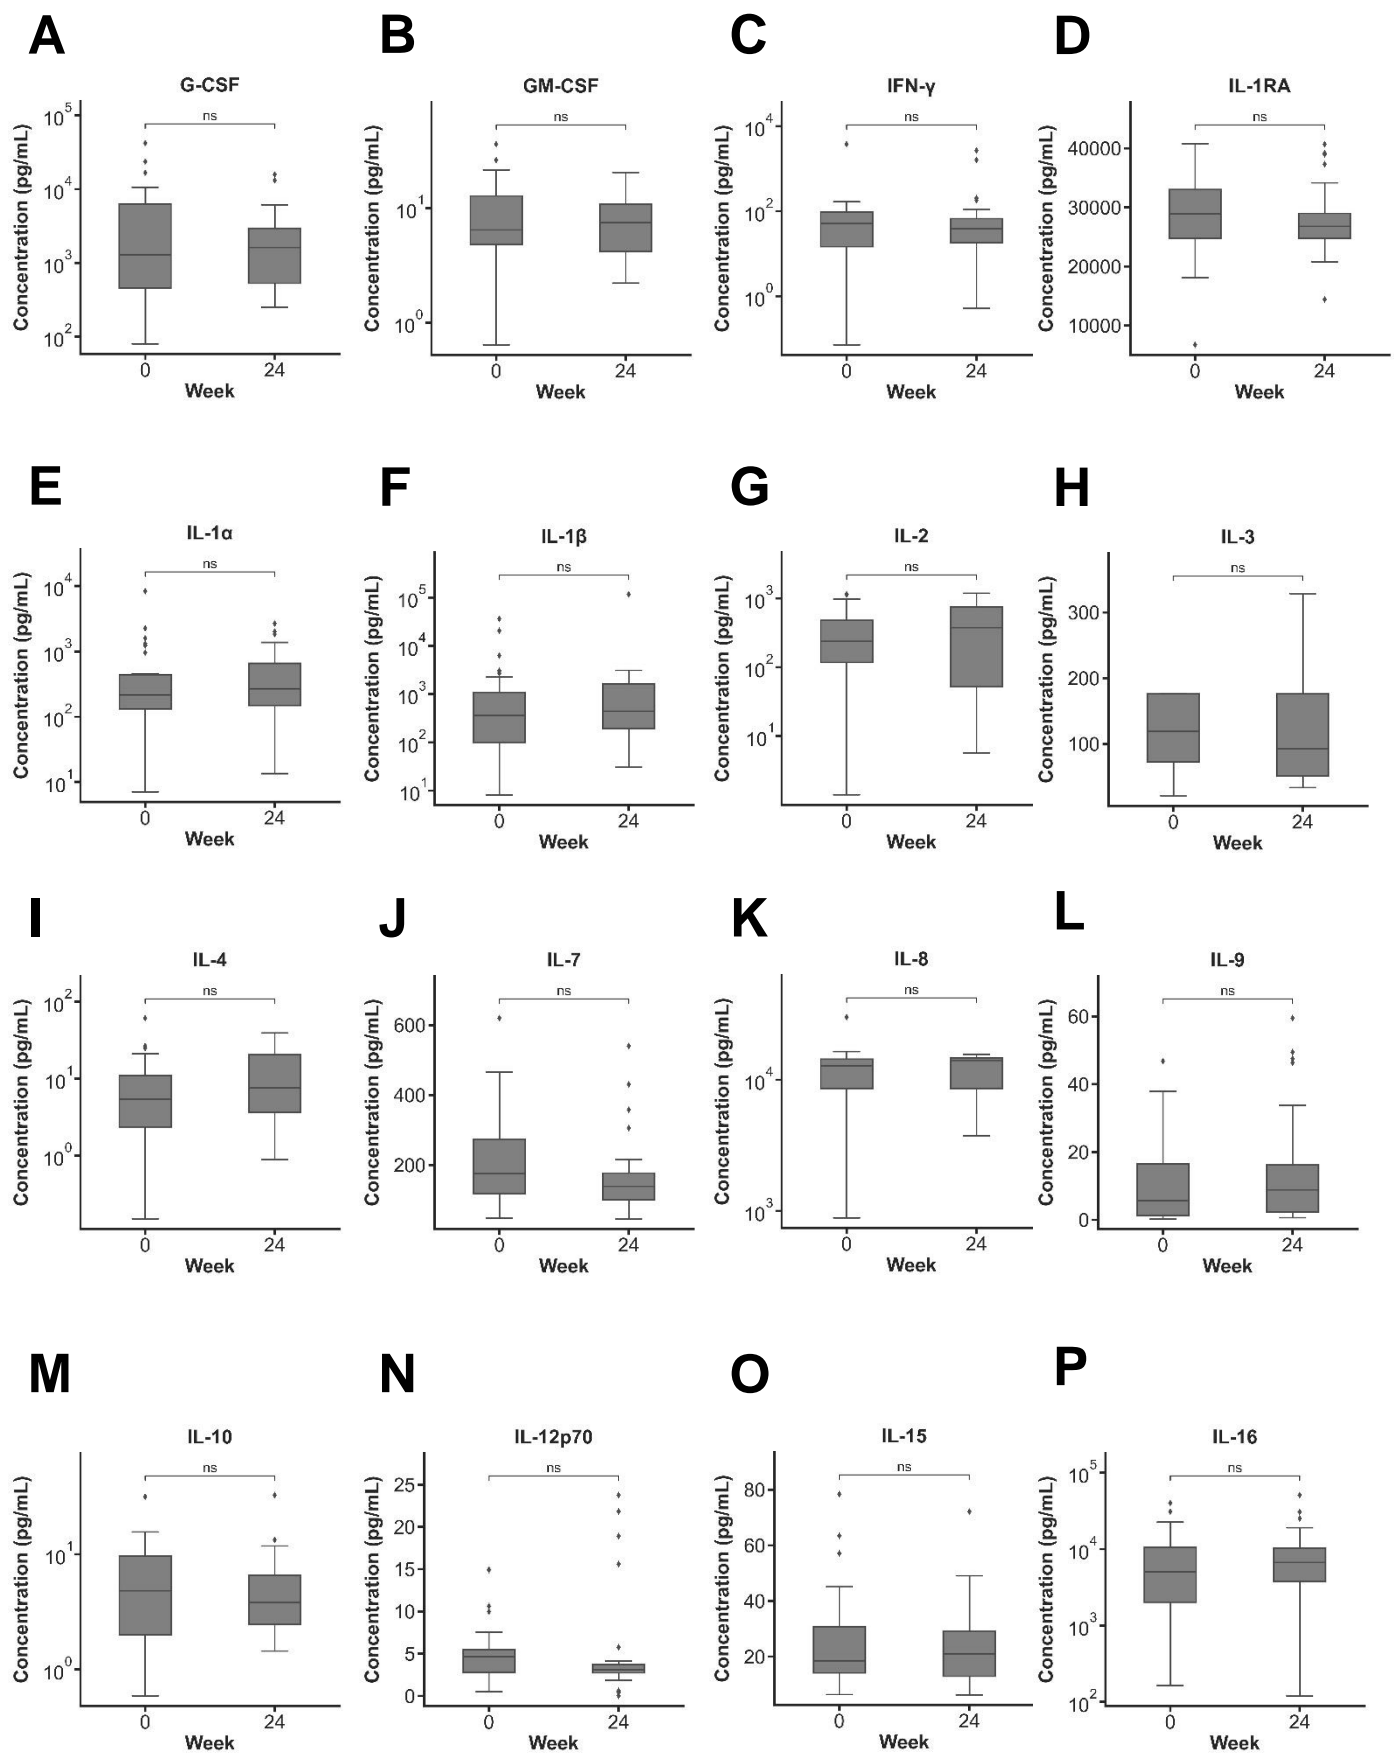 A
G-CSF
ns
Concentration (pg/mL)
10^5
10^4
10^3
10^2
0 24
Week
B
GM-CSF
ns
Concentration (pg/mL)
10^1
10^0
0 24
Week
C
IFN-γ
ns
Concentration (pg/mL)
10^4
10^2
10^0
0 24
Week
D
IL-1RA
ns
Concentration (pg/mL)
40000
30000
20000
10000
0 24
Week
E
IL-1α
ns
Concentration (pg/mL)
10^4
10^3
10^2
10^1
0 24
Week
F
IL-1β
ns
Concentration (pg/mL)
10^5
10^4
10^3
10^2
10^1
0 24
Week
G
IL-2
ns
Concentration (pg/mL)
10^3
10^2
10^1
0 24
Week
H
IL-3
ns
Concentration (pg/mL)
300
200
100
0 24
Week
I
IL-4
ns
Concentration (pg/mL)
10^2
10^1
10^0
0 24
Week
J
IL-7
ns
Concentration (pg/mL)
600
400
200
0 24
Week
K
IL-8
ns
Concentration (pg/mL)
10^4
10^3
0 24
Week
L
IL-9
ns
Concentration (pg/mL)
60
40
20
0
0 24
Week
M
IL-10
ns
Concentration (pg/mL)
10^1
10^0
0 24
Week
N
IL-12p70
ns
Concentration (pg/mL)
25
20
15
10
5
0
0 24
Week
O
IL-15
ns
Concentration (pg/mL)
80
60
40
20
0 24
Week
P
IL-16
ns
Concentration (pg/mL)
10^5
10^4
10^3
10^2
0 24
Week